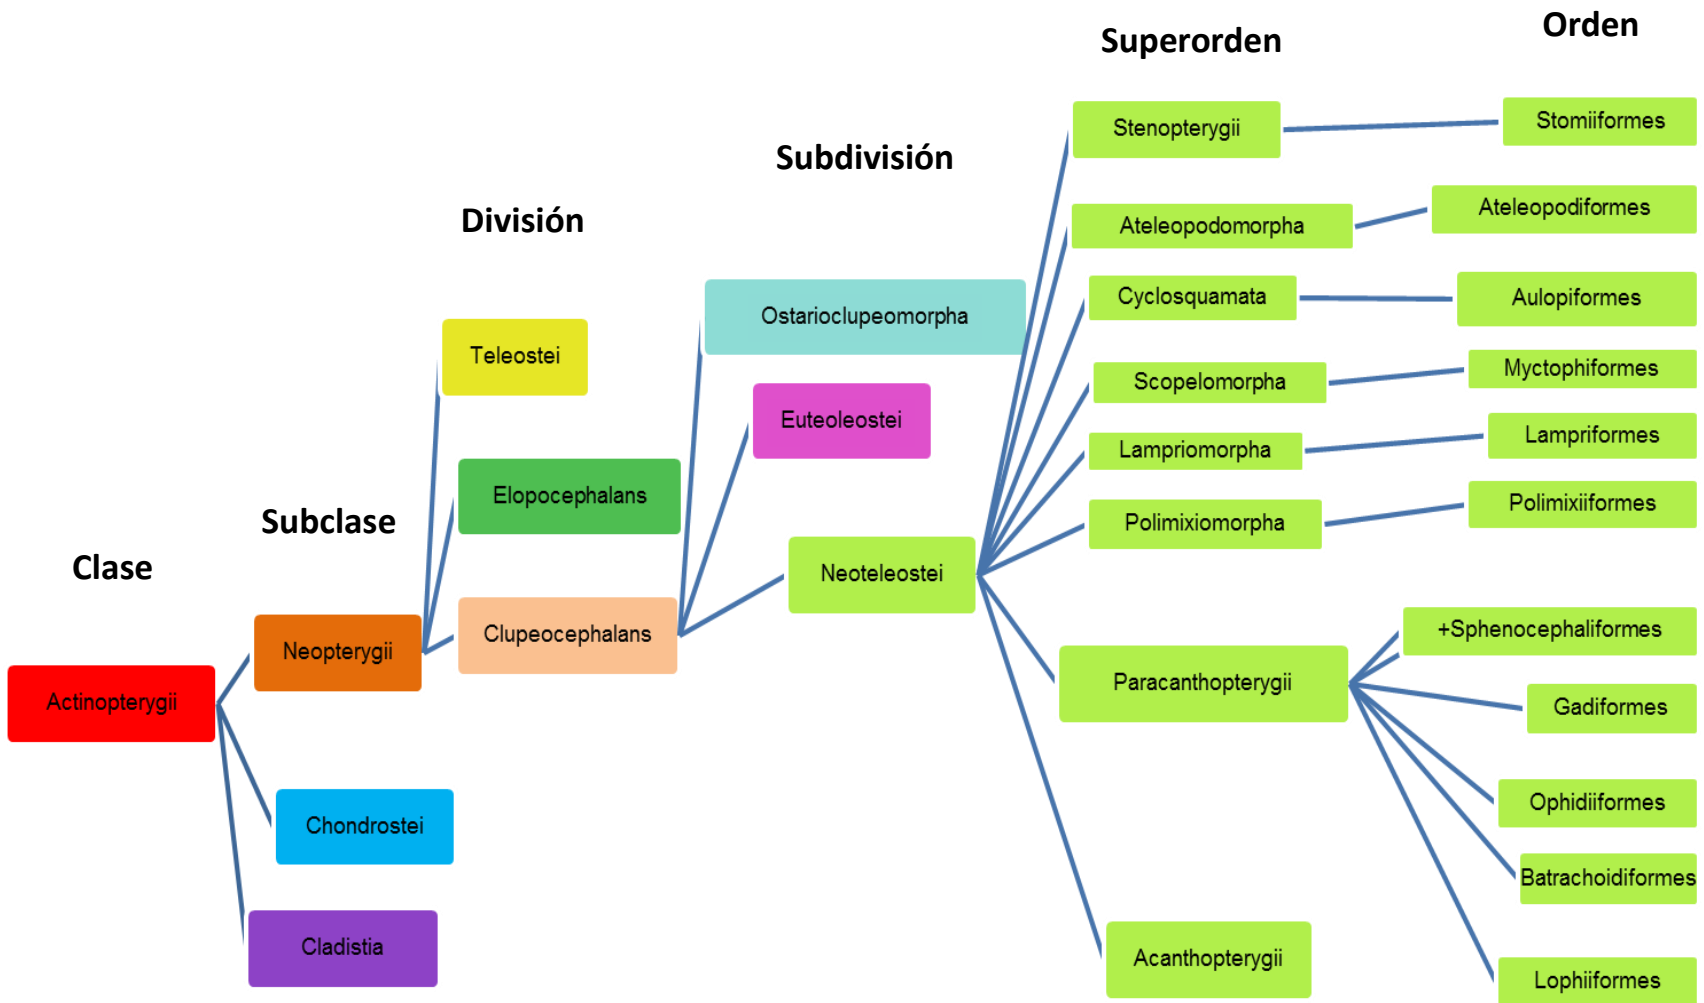 Clase
Actinopterygii
Subclase
Neopterygii
Chondrostei
Cladistia
División
Teleostei
Elopocephalans
Clupeocephalans
Subdivisión
Ostarioclupeomorpha
Euteoleostei
Neoteleostei
Superorden
Stenopterygii
Ateleopodomorpha
Cyclosquamata
Scopelomorpha
Lampriomorpha
Polimixiomorpha
Paracanthopterygii
Acanthopterygii
Orden
Stomiiformes
Ateleopodiformes
Aulopiformes
Myctophiformes
Lampriformes
Polimixiiformes
+Sphenocephaliformes
Gadiformes
Ophidiiformes
Batrachoidiformes
Lophiiformes